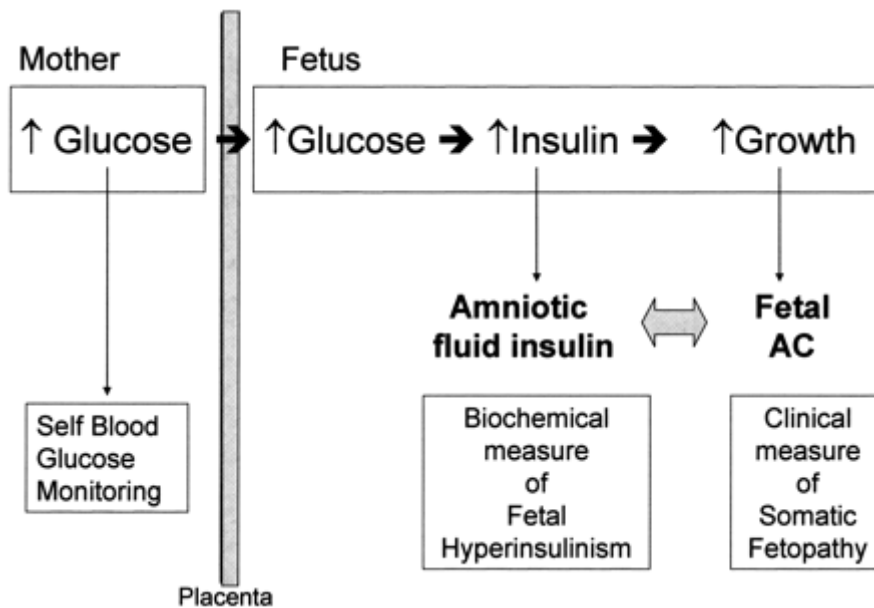 Mother
Fetus
↑ Glucose → ↑Glucose → ↑Insulin → ↑Growth
Amniotic
fluid insulin
Fetal
AC
Self Blood
Glucose
Monitoring
Biochemical
measure
of
Fetal
Hyperinsulinism
Clinical
measure
of
Somatic
Fetopathy
Placenta